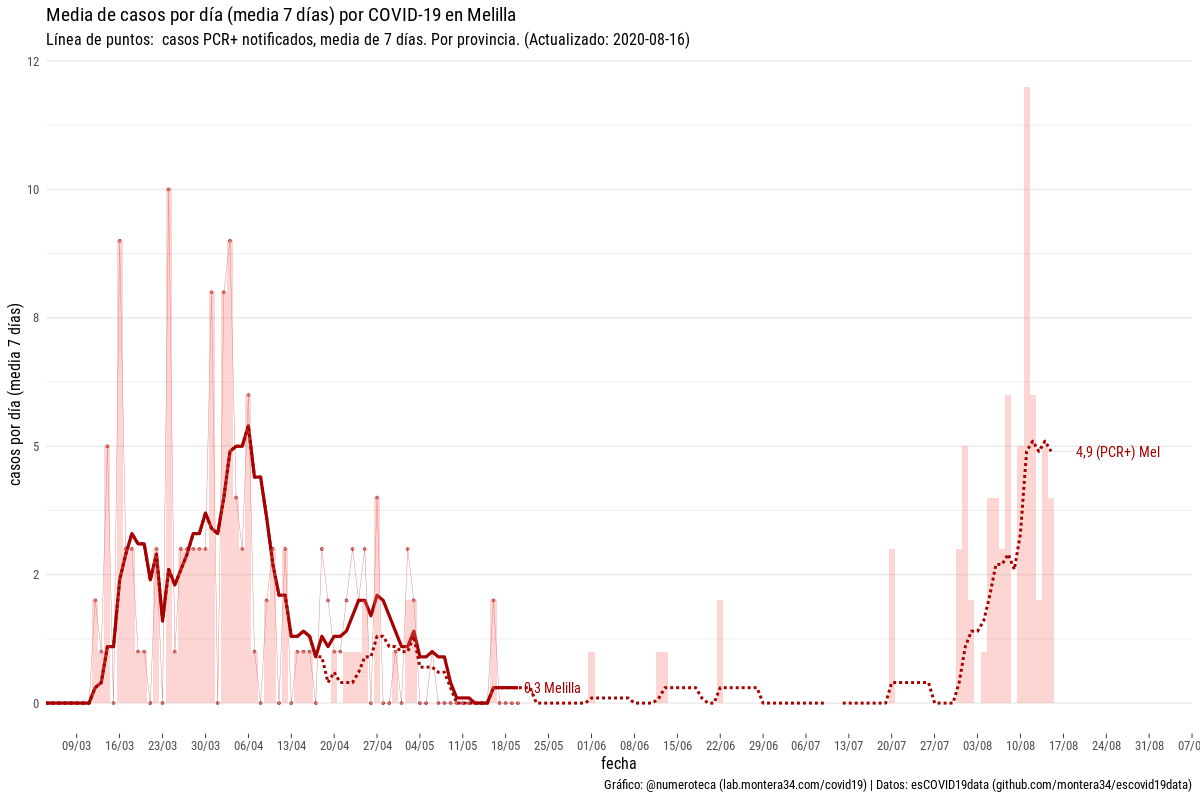 Media de casos por día (media 7 días) por COVID-19 en Melilla
Línea de puntos:  casos PCR+ notificados, media de 7 días. Por provincia. (Actualizado: 2020-08-16)
12
10
8
5
2
0
casos por día (media 7 días)
0,3 Melilla
4,9 (PCR+) Mel
09/03 16/03 23/03 30/03 06/04 13/04 20/04 27/04 04/05 11/05 18/05 25/05 01/06 08/06 15/06 22/06 29/06 06/07 13/07 20/07 27/07 03/08 10/08 17/08 24/08 31/08 07/0
fecha
Gráfico: @numeroteca (lab.montera34.com/covid19) | Datos: esCOVID19data (github.com/montera34/escovid19data)